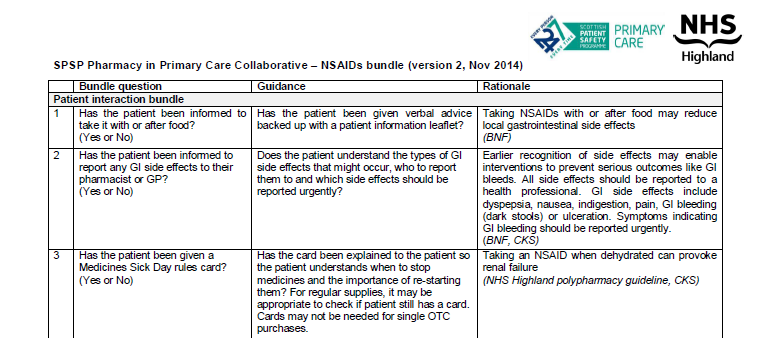 SCOTTISH
PATIENT
SAFETY
PROGRAMME
PRIMARY
CARE
NHS
Highland
SPSP Pharmacy in Primary Care Collaborative – NSAIDs bundle (version 2, Nov 2014)
Bundle question Guidance Rationale
Patient interaction bundle
1 Has the patient been informed to
take it with or after food?
(Yes or No)
Has the patient been given verbal advice
backed up with a patient information leaflet?
Taking NSAIDs with or after food may reduce
local gastrointestinal side effects
(BNF)
2 Has the patient been informed to
report any GI side effects to their
pharmacist or GP?
(Yes or No)
Does the patient understand the types of GI
side effects that might occur, who to report
them to and which side effects should be
reported urgently?
Earlier recognition of side effects may enable
interventions to prevent serious outcomes like GI
bleeds. All side effects should be reported to a
health professional. GI side effects include
dyspepsia, nausea, indigestion, pain, GI bleeding
(dark stools) or ulceration. Symptoms indicating
GI bleeding should be reported urgently.
(BNF, CKS)
3 Has the patient been given a
Medicines Sick Day rules card?
(Yes or No)
Has the card been explained to the patient so
the patient understands when to stop
medicines and the importance of re-starting
them? For regular supplies, it may be
appropriate to check if patient still has a card.
Cards may not be needed for single OTC
purchases.
Taking an NSAID when dehydrated can provoke
renal failure
(NHS Highland polypharmacy guideline, CKS)